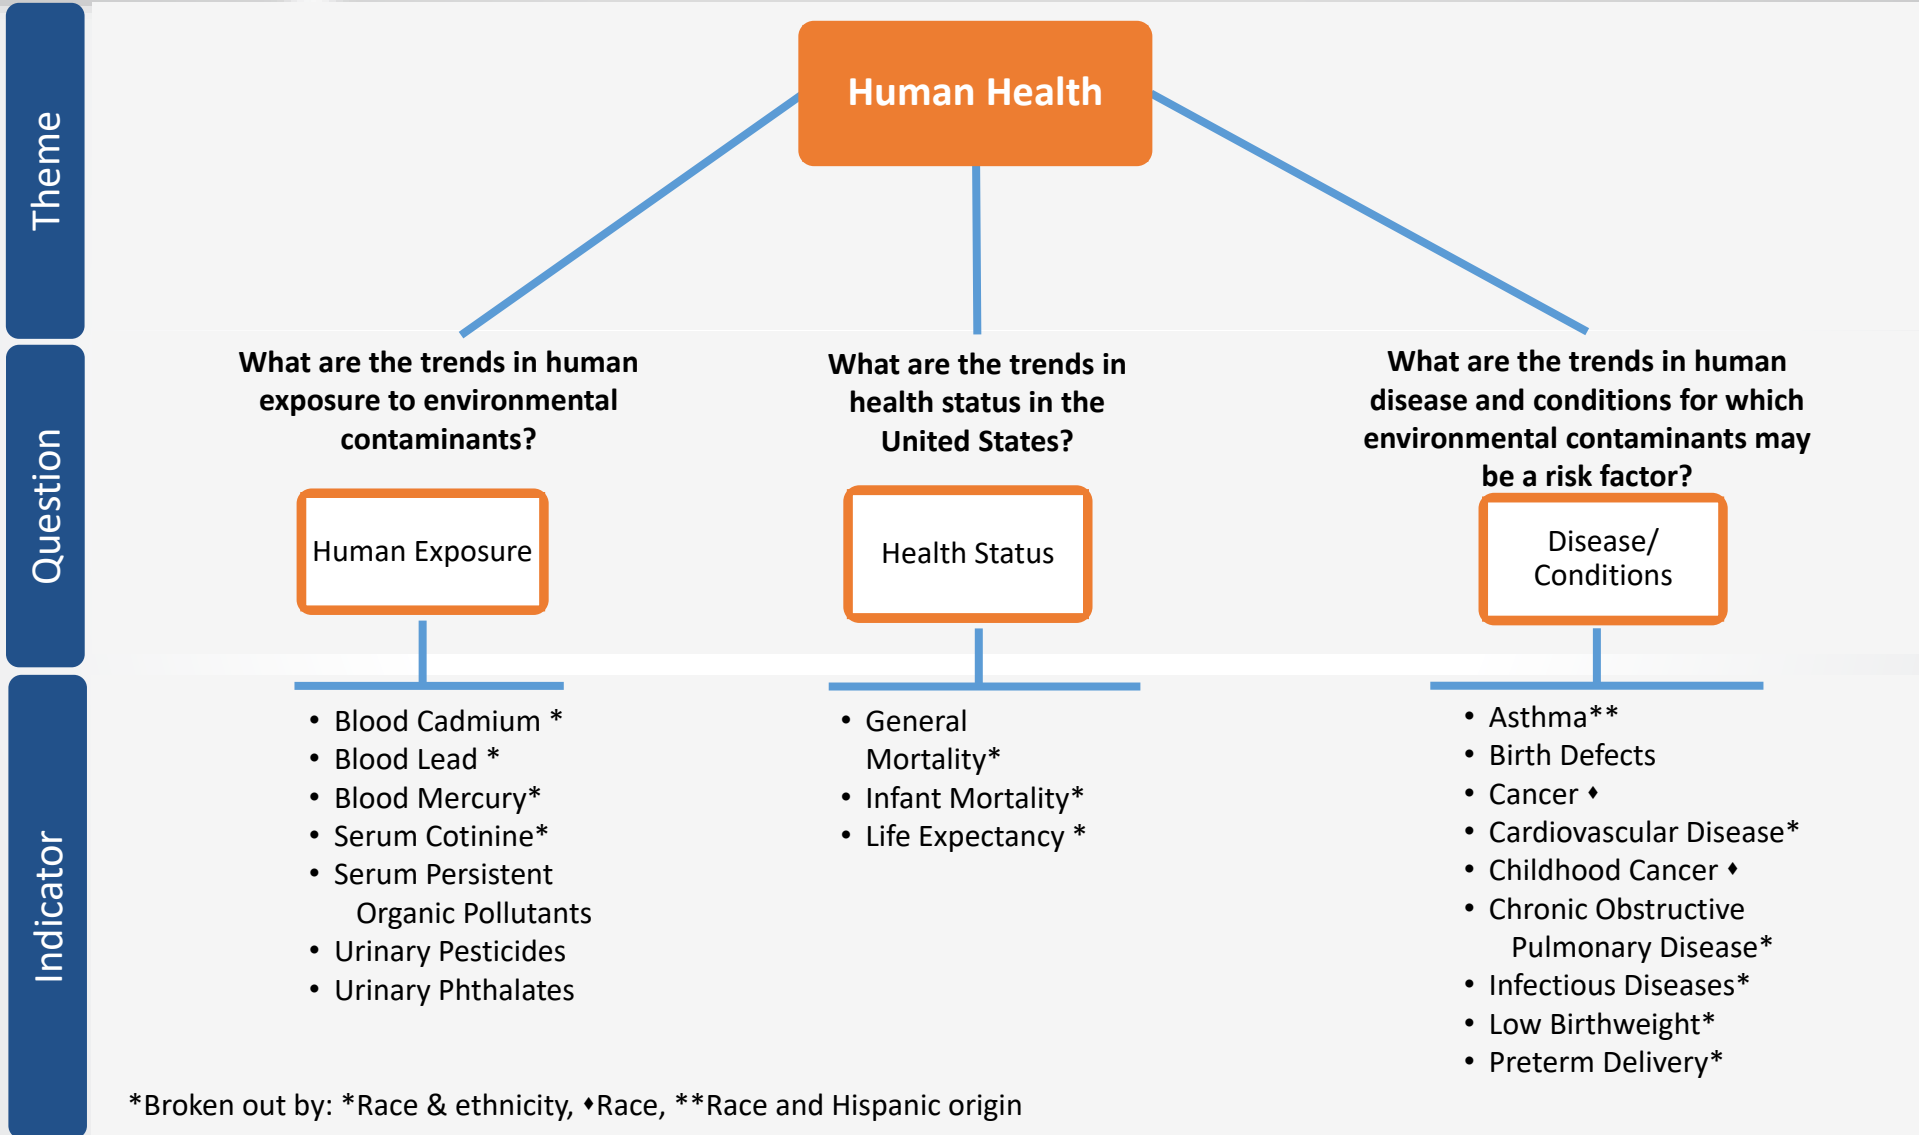 Theme
Human Health
Question
What are the trends in human
exposure to environmental
contaminants?
Human Exposure
What are the trends in
health status in the
United States?
Health Status
What are the trends in human
disease and conditions for which
environmental contaminants may
be a risk factor?
Disease/
Conditions
Indicator
• Blood Cadmium *
• Blood Lead *
• Blood Mercury*
• Serum Cotinine*
• Serum Persistent
Organic Pollutants
• Urinary Pesticides
• Urinary Phthalates
• General
Mortality*
• Infant Mortality*
• Life Expectancy *
• Asthma**
• Birth Defects
• Cancer ♦
• Cardiovascular Disease*
• Childhood Cancer ♦
• Chronic Obstructive
Pulmonary Disease*
• Infectious Diseases*
• Low Birthweight*
• Preterm Delivery*
*Broken out by: *Race & ethnicity, ♦Race, **Race and Hispanic origin